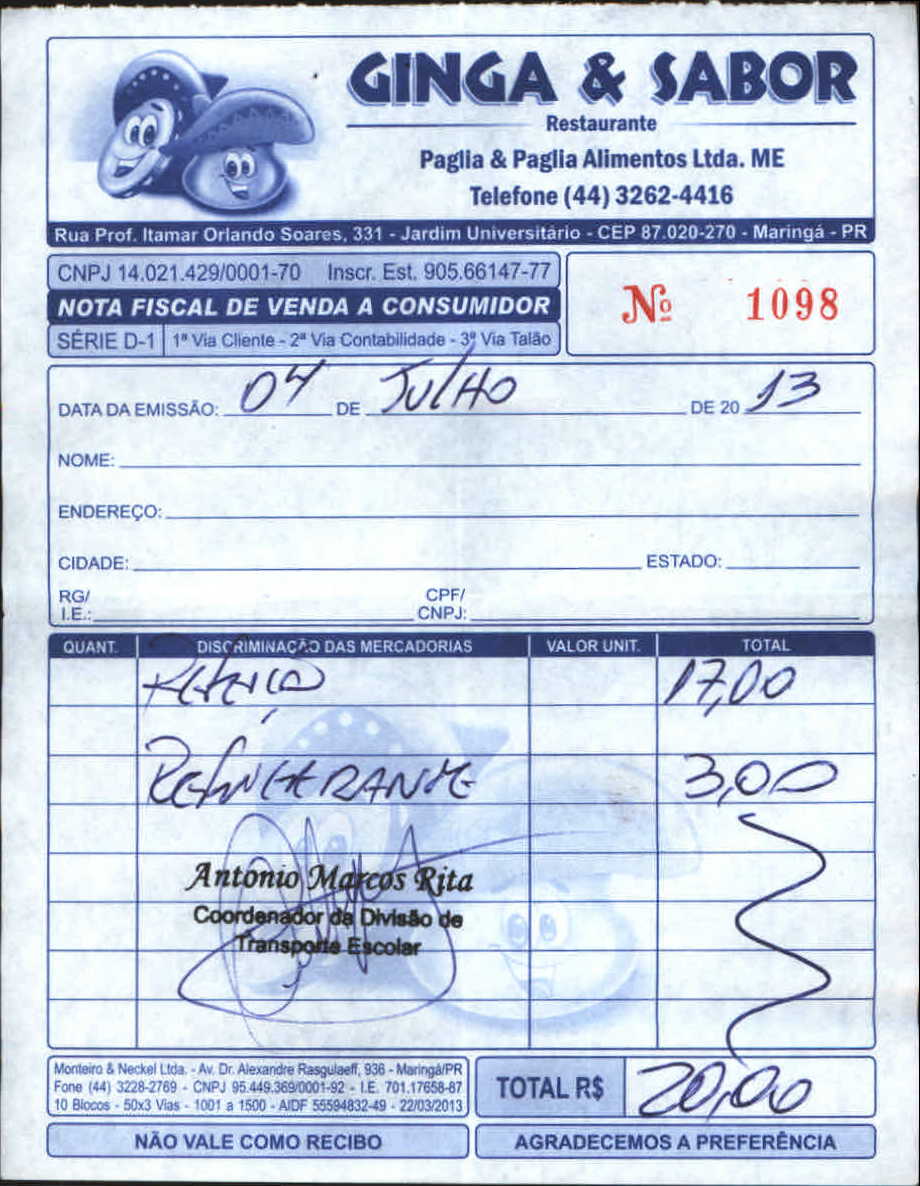 GINGA & SABOR
Restaurante
Paglia & Paglia Alimentos Ltda. ME
Telefone (44) 3262-4416
Rua Prof. Itamar Orlando Soares, 331 - Jardim Universitário - CEP 87.020-270 - Maringá - PR
CNPJ 14.021.429/0001-70 Inscr. Est. 905.66147-77
NOTA FISCAL DE VENDA A CONSUMIDOR
SÉRIE D-1 1ª Via Cliente - 2ª Via Contabilidade - 3ª Via Talão
Nº 1098
DATA DA EMISSÃO: 04 DE JULHO DE 2013
NOME:
ENDEREÇO:
CIDADE: ESTADO:
RG/ CPF/
I.E.: CNPJ:
QUANT. DISCRIMINAÇÃO DAS MERCADORIAS VALOR UNIT. TOTAL
REFEIÇÃO 17,00
REFRIGERANTE 3,00
Antonio Marcos Rita
Coordenador da Divisão de
Transporte Escolar
Monteiro & Neckel Ltda. - Av. Dr. Alexandre Rasgulaeff, 936 - Maringá/PR
Fone (44) 3228-2769 - CNPJ 95.449.369/0001-92 - I.E. 701.17658-87
10 Blocos - 50x3 Vias - 1001 a 1500 - AIDF 55594832-49 - 22/03/2013
TOTAL R$ 20,00
NÃO VALE COMO RECIBO
AGRADECEMOS A PREFERÊNCIA